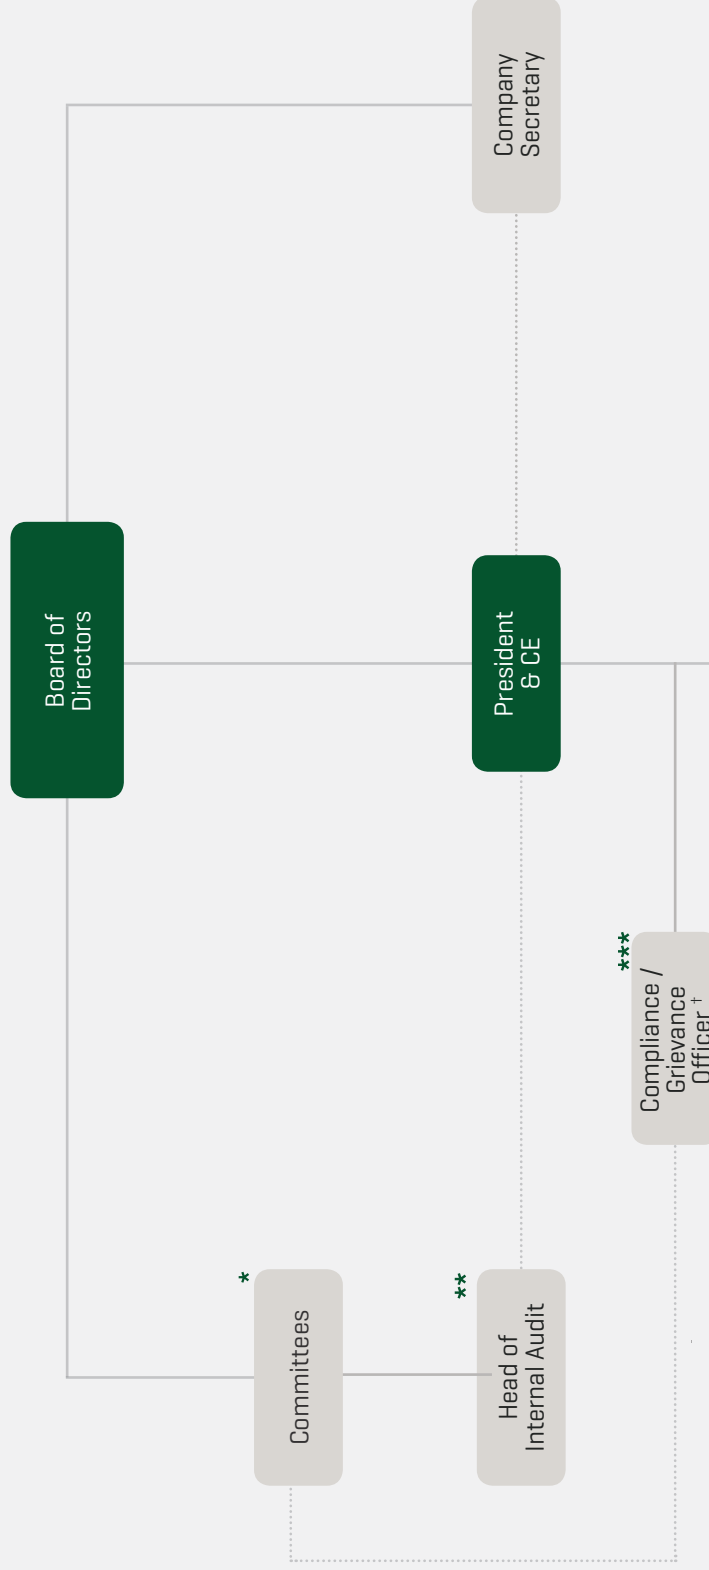 Board of
Directors
*
Committees
President
& CE
Company
Secretary
**
Head of
Internal Audit
***
Compliance /
Grievance
Officer †